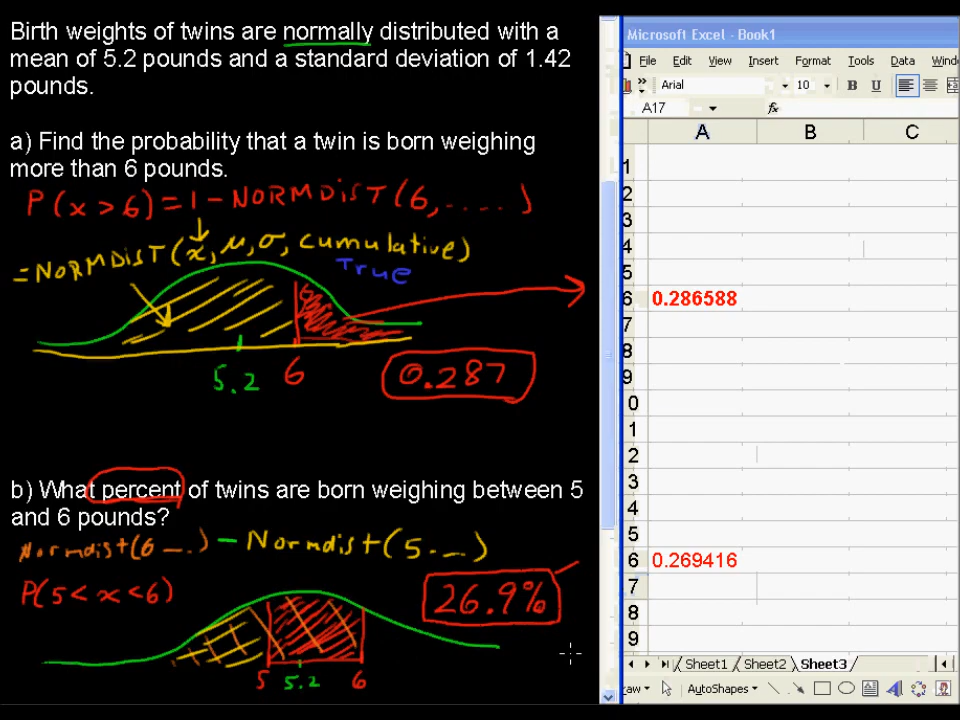 Birth weights of twins are normally distributed with a
mean of 5.2 pounds and a standard deviation of 1.42
pounds.
a) Find the probability that a twin is born weighing
more than 6 pounds.
P(x > 6) = 1 - NORMDIST(6, .....)
=NORMDIST(x, μ, σ, cumulative)
True
5.2
6
0.287
b) What percent of twins are born weighing between 5
and 6 pounds?
Normdist(6 ...) - Normdist(5 ...)
P(5 < x < 6)
26.9%
5 5.2 6
Microsoft Excel - Book1
File Edit View Insert Format Tools Data Windo
Arial 10 B U
A17 fx
A B C
1
2
3
4
5
6 0.286588
7
8
9
0
1
2
3
4
5
6 0.269416
7
8
9
Sheet1 Sheet2 Sheet3
raw AutoShapes